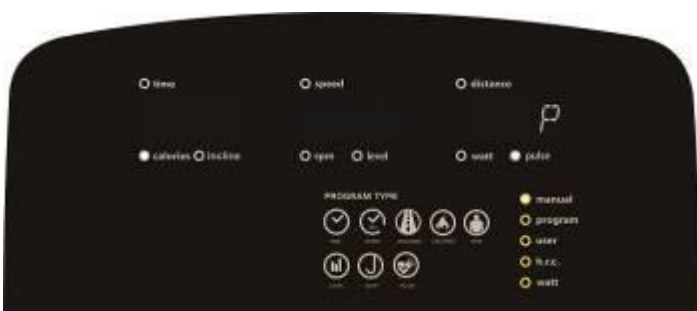 time speed distance
P
calories incline rpm level watt pulse
PROGRAM TYPE
manual
program
user
h.r.c.
watt